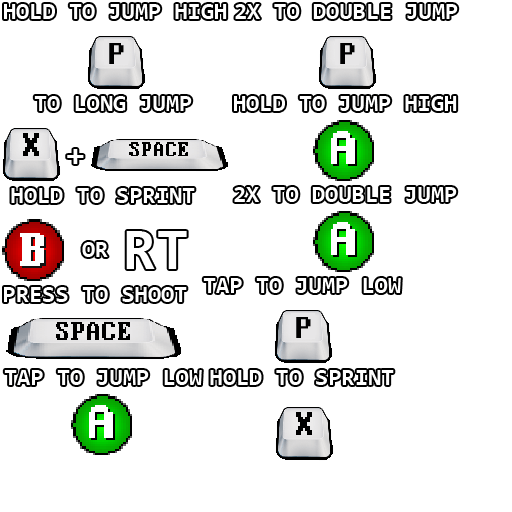 HOLD TO JUMP HIGH
P
2X TO DOUBLE JUMP
P
TO LONG JUMP
X + SPACE
HOLD TO JUMP HIGH
A
HOLD TO SPRINT
B OR RT
2X TO DOUBLE JUMP
A
PRESS TO SHOOT
SPACE
TAP TO JUMP LOW
P
TAP TO JUMP LOW
A
HOLD TO SPRINT
X